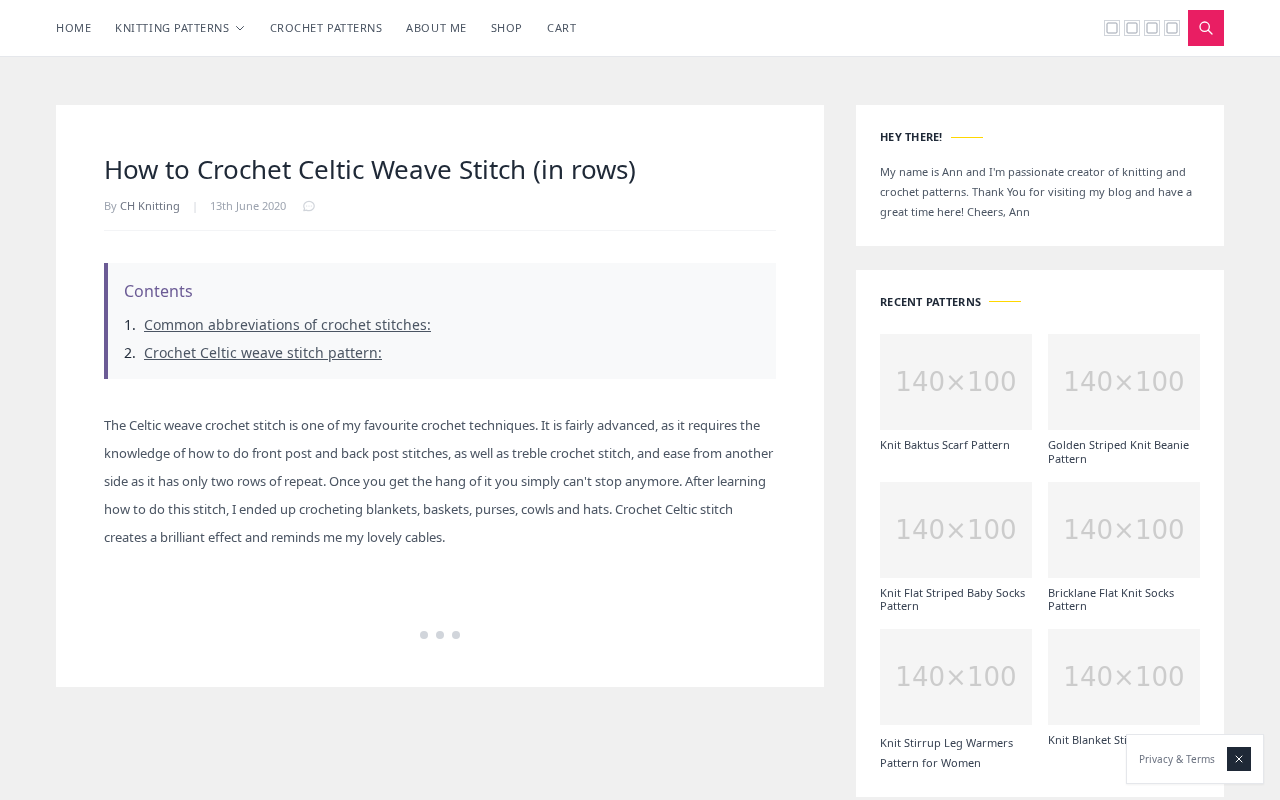 HOME KNITTING PATTERNS CROCHET PATTERNS ABOUT ME SHOP CART
How to Crochet Celtic Weave Stitch (in rows)
By CH Knitting | 13th June 2020
Contents
1. Common abbreviations of crochet stitches:
2. Crochet Celtic weave stitch pattern:
The Celtic weave crochet stitch is one of my favourite crochet techniques. It is fairly advanced, as it requires the
knowledge of how to do front post and back post stitches, as well as treble crochet stitch, and ease from another
side as it has only two rows of repeat. Once you get the hang of it you simply can't stop anymore. After learning
how to do this stitch, I ended up crocheting blankets, baskets, purses, cowls and hats. Crochet Celtic stitch
creates a brilliant effect and reminds me my lovely cables.
HEY THERE!
My name is Ann and I'm passionate creator of knitting and
crochet patterns. Thank You for visiting my blog and have a
great time here! Cheers, Ann
RECENT PATTERNS
140×100
Knit Baktus Scarf Pattern
140×100
Golden Striped Knit Beanie
Pattern
140×100
Knit Flat Striped Baby Socks
Pattern
140×100
Bricklane Flat Knit Socks
Pattern
140×100
Knit Stirrup Leg Warmers
Pattern for Women
140×100
Knit Blanket
Privacy & Terms